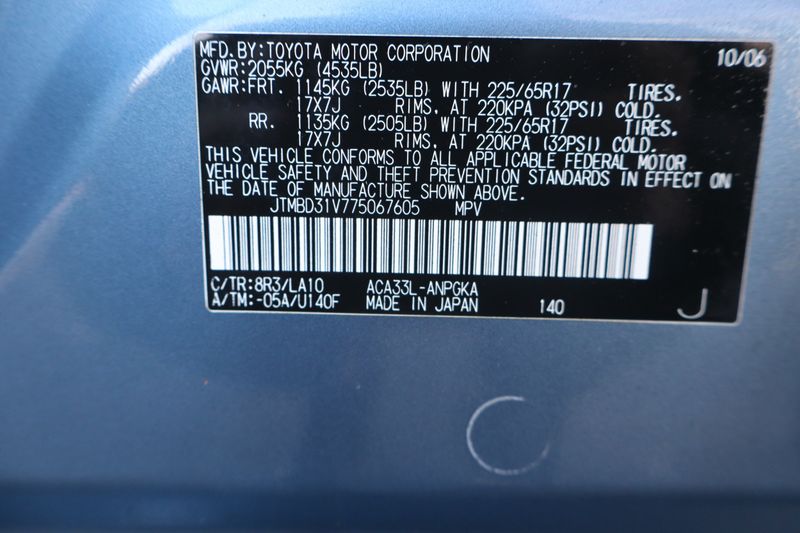 MFD.BY:TOYOTA MOTOR CORPORATION 10/06
GVWR:2055KG (4535LB)
GAWR:FRT. 1145KG (2535LB) WITH 225/65R17 TIRES.
17X7J RIMS, AT 220KPA (32PSI) COLD.
RR. 1135KG (2505LB) WITH 225/65R17 TIRES.
17X7J RIMS, AT 220KPA (32PSI) COLD.
THIS VEHICLE CONFORMS TO ALL APPLICABLE FEDERAL MOTOR
VEHICLE SAFETY AND THEFT PREVENTION STANDARDS IN EFFECT ON
THE DATE OF MANUFACTURE SHOWN ABOVE.
JTMBD31V775067605 MPV
C/TR:8R3/LA10 ACA33L-ANPGKA
A/TM:-05A/U140F MADE IN JAPAN 140 J